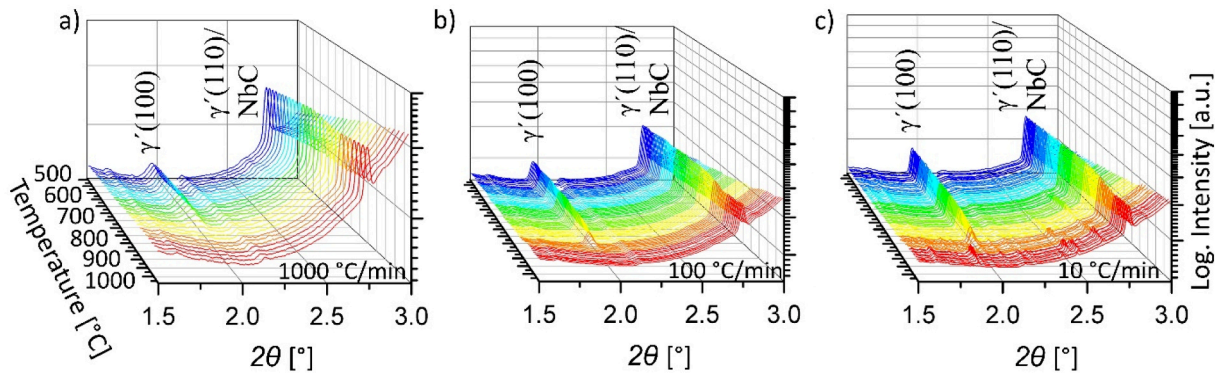 a)
γ´(100)
γ´(110)/
NbC
500
600
700
800
900
1000
Temperature [°C]
1000 °C/min
1.5
2.0
2.5
3.0
2θ [°]
b)
γ´(100)
γ´(110)/
NbC
100 °C/min
1.5
2.0
2.5
3.0
2θ [°]
c)
γ´(100)
γ´(110)/
NbC
10 °C/min
1.5
2.0
2.5
3.0
2θ [°]
Log. Intensity [a.u.]